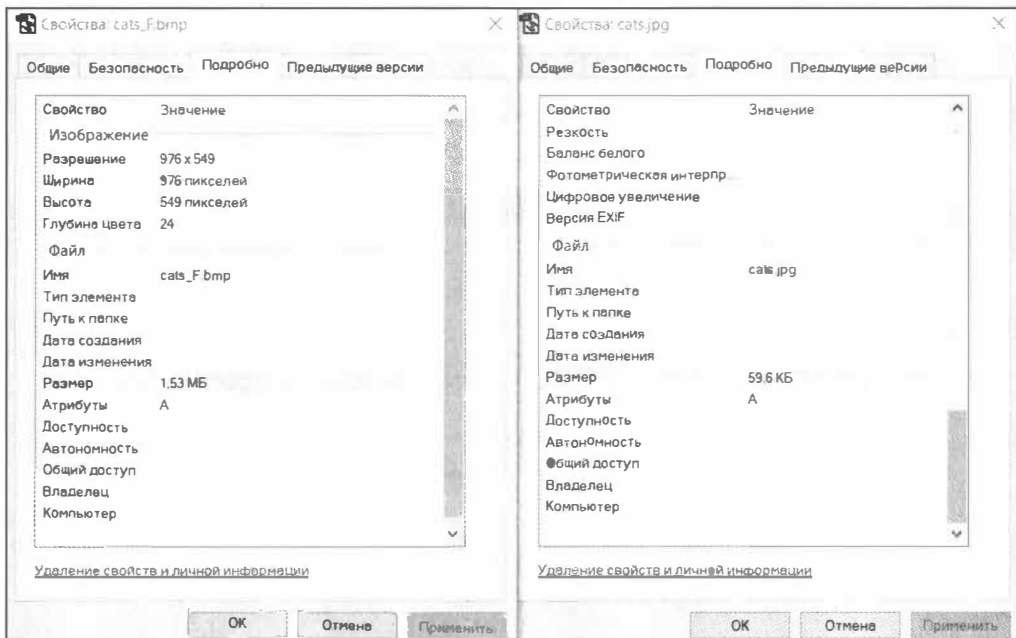 Свойства: cats_F.bmp
Общие Безопасность Подробно Предыдущие версии
Свойство Значение
Изображение
Разрешение 976 x 549
Ширина 976 пикселей
Высота 549 пикселей
Глубина цвета 24
Файл
Имя cats_F.bmp
Тип элемента
Путь к папке
Дата создания
Дата изменения
Размер 1,53 МБ
Атрибуты A
Доступность
Автономность
Общий доступ
Владелец
Компьютер
Удаление свойств и личной информации
ОК Отмена Применить
Свойства: cats.jpg
Общие Безопасность Подробно Предыдущие версии
Свойство Значение
Резкость
Баланс белого
Фотометрическая интерпр...
Цифровое увеличение
Версия EXIF
Файл
Имя cats.jpg
Тип элемента
Путь к папке
Дата создания
Дата изменения
Размер 59,6 КБ
Атрибуты A
Доступность
Автономность
Общий доступ
Владелец
Компьютер
Удаление свойств и личной информации
ОК Отмена Применить